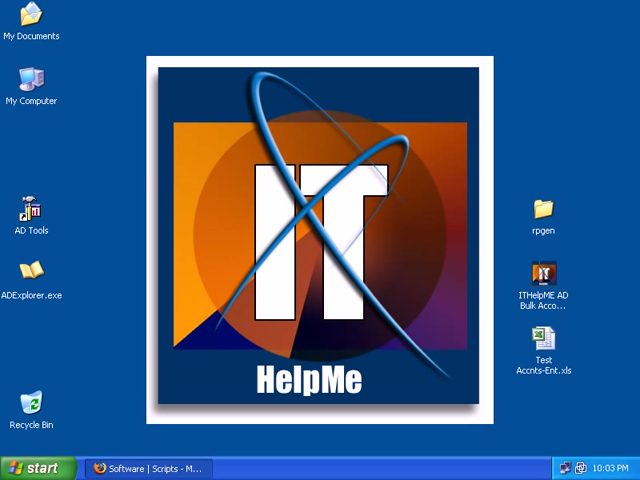 My Documents
My Computer
AD Tools
ADExplorer.exe
Recycle Bin
IT
HelpMe
rpgen
ITHelpME AD
Bulk Acco...
Test
Accnts-Ent.xls
start
Software | Scripts - M...
10:03 PM